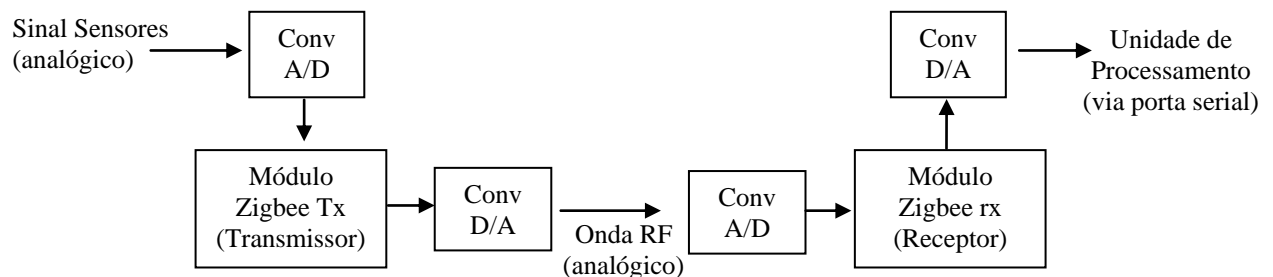 Sinal Sensores
(analógico)
Conv
A/D
Módulo
Zigbee Tx
(Transmissor)
Conv
D/A
Onda RF
(analógico)
Conv
A/D
Módulo
Zigbee rx
(Receptor)
Conv
D/A
Unidade de
Processamento
(via porta serial)